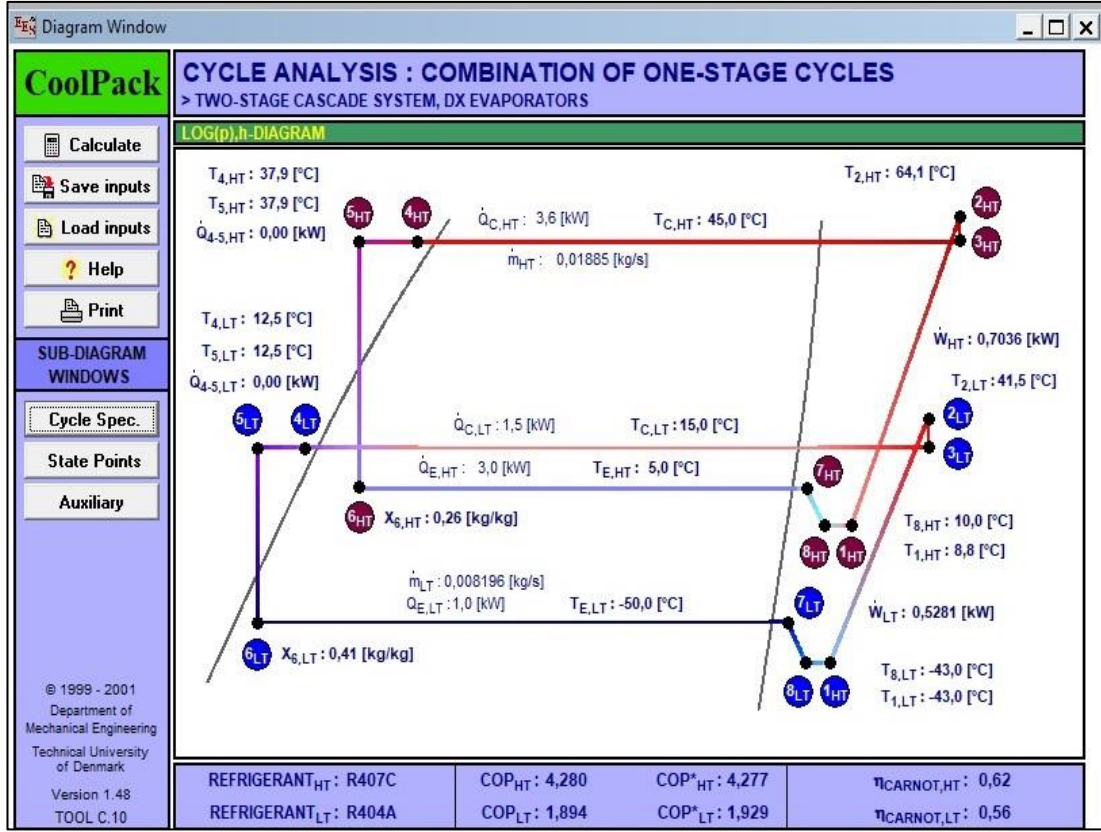 Diagram Window
CoolPack
CYCLE ANALYSIS : COMBINATION OF ONE-STAGE CYCLES
> TWO-STAGE CASCADE SYSTEM, DX EVAPORATORS
LOG(p),h-DIAGRAM
Calculate
Save inputs
Load inputs
? Help
Print
SUB-DIAGRAM
WINDOWS
Cycle Spec.
State Points
Auxiliary
© 1999 - 2001
Department of
Mechanical Engineering
Technical University
of Denmark
Version 1.48
TOOL C.10
T4,HT : 37,9 [°C]
T2,HT : 64,1 [°C]
T5,HT : 37,9 [°C]
5HT
4HT
Q̇C,HT : 3,6 [kW]
TC,HT : 45,0 [°C]
2HT
Q̇4-5,HT : 0,00 [kW]
3HT
ṁHT : 0,01885 [kg/s]
T4,LT : 12,5 [°C]
ẆHT : 0,7036 [kW]
T5,LT : 12,5 [°C]
Q̇4-5,LT : 0,00 [kW]
T2,LT : 41,5 [°C]
5LT
4LT
Q̇C,LT : 1,5 [kW]
TC,LT : 15,0 [°C]
2LT
3LT
Q̇E,HT : 3,0 [kW]
TE,HT : 5,0 [°C]
7HT
6HT
X6,HT : 0,26 [kg/kg]
T8,HT : 10,0 [°C]
8HT
1HT
T1,HT : 8,8 [°C]
ṁLT : 0,008196 [kg/s]
Q̇E,LT : 1,0 [kW]
TE,LT : -50,0 [°C]
7LT
ẆLT : 0,5281 [kW]
6LT
X6,LT : 0,41 [kg/kg]
T8,LT : -43,0 [°C]
8LT
1HT
T1,LT : -43,0 [°C]
REFRIGERANTHT : R407C
COPHT : 4,280
COP*HT : 4,277
ηCARNOT,HT : 0,62
REFRIGERANTLT : R404A
COPLT : 1,894
COP*LT : 1,929
ηCARNOT,LT : 0,56